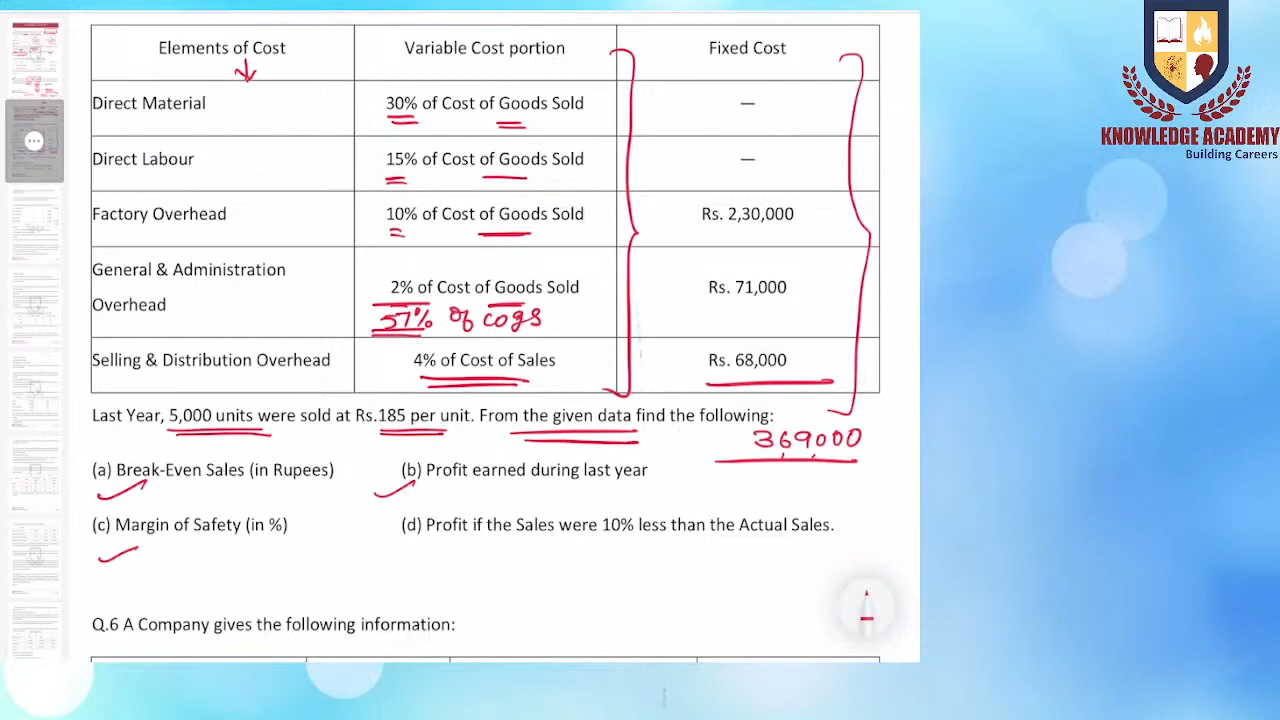 Elements of Cost Variable cost portion Fixed Cost
Direct Material 30% of Cost of Goods Sold —
Direct Labour 15% of Cost of Goods Sold —
Factory Overhead 10% of Cost of Goods Sold Rs. 2,30,000
General & Administration Overhead 2% of Cost of Goods Sold Rs. 71,000
57% of cogs
Selling & Distribution Overhead 4% of Cost of Sales 68,000
Last Year, 5,000 units were sold at Rs.185 per unit. From the given data find the following:
369000
(a) Break-Even Sales (in Rupees) (b) Profit earned during last year
(c) Margin of Safety (in %) (d) Profit if the Sales were 10% less than the Actual Sales.
Q 6 A Company gives the following information:
KNOWLEDGE ACADEMY
Building Careers